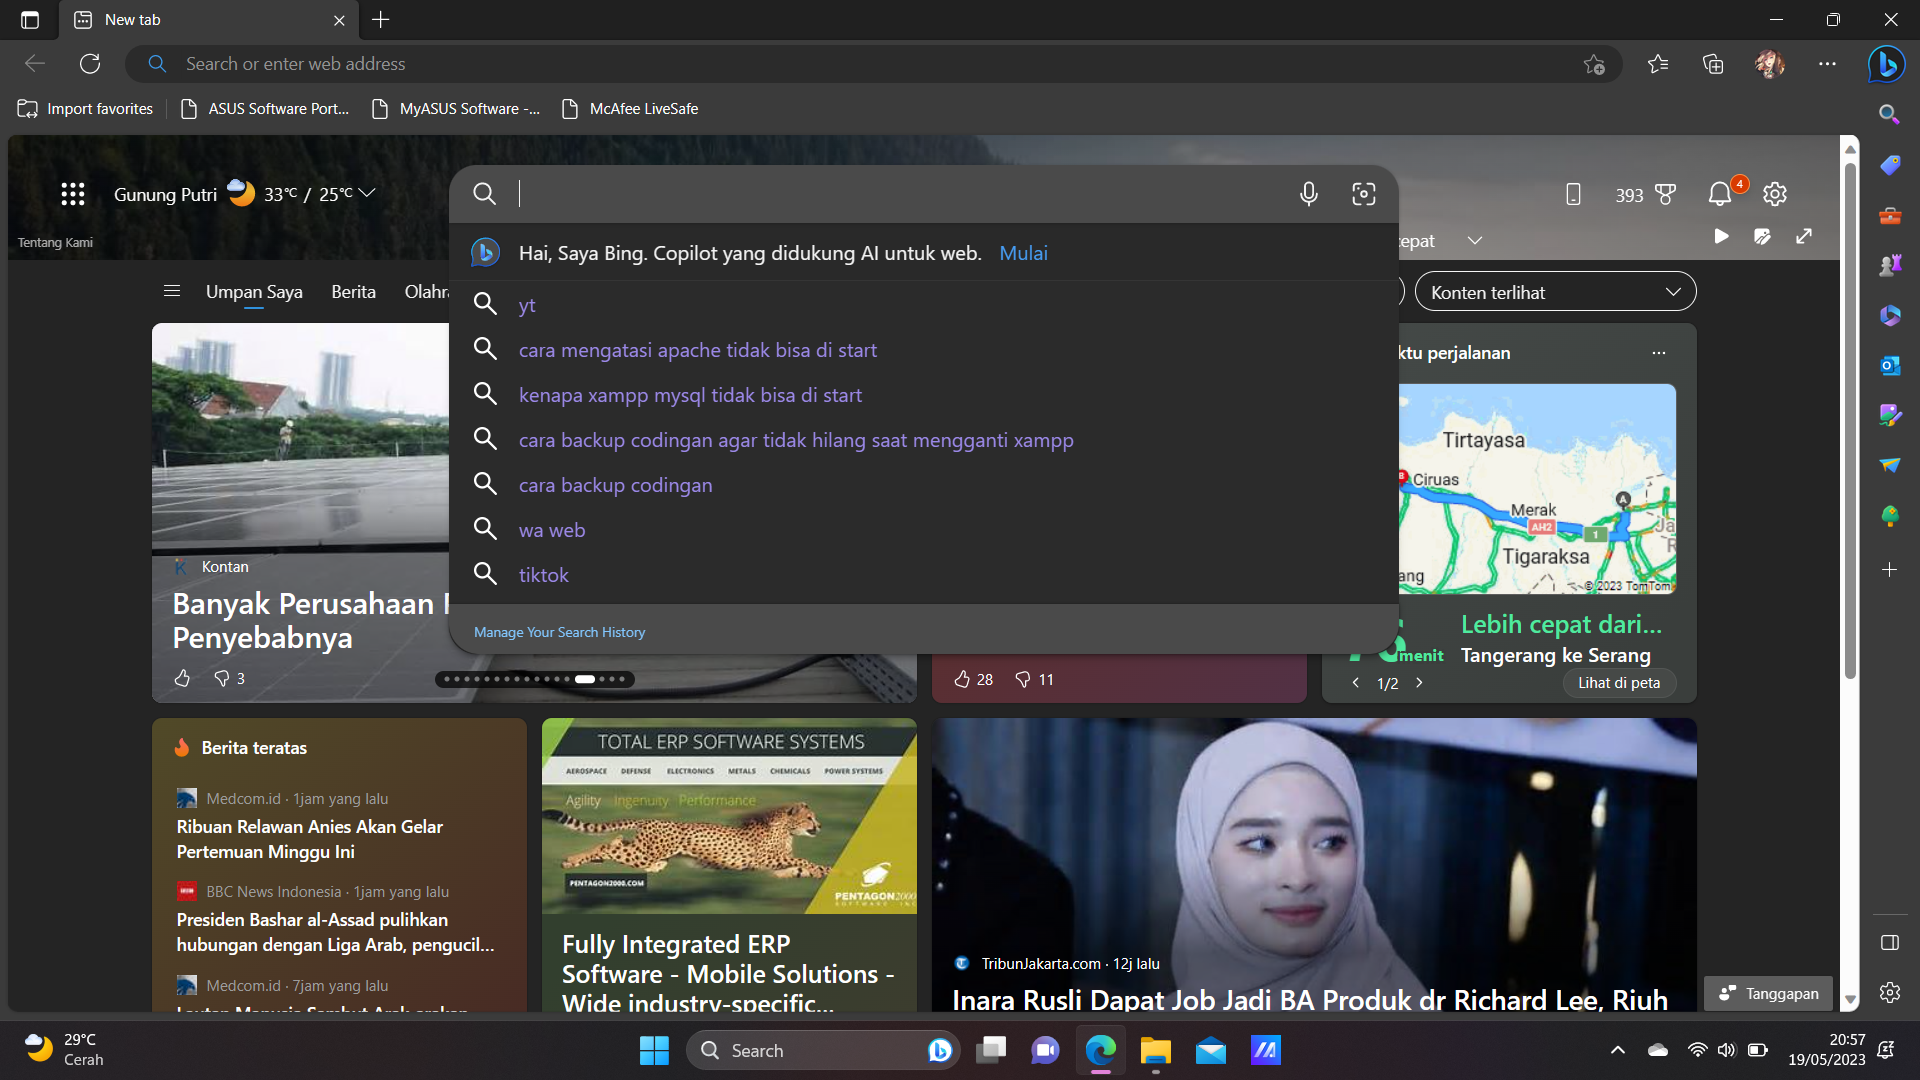 New tab
Search or enter web address
Import favorites
ASUS Software Port...
MyASUS Software -...
McAfee LiveSafe
Gunung Putri
33°C / 25°C
Tentang Kami
393
4
Hai, Saya Bing. Copilot yang didukung AI untuk web. Mulai
epat
Umpan Saya
Berita
Olahra
Konten terlihat
yt
cara mengatasi apache tidak bisa di start
kenapa xampp mysql tidak bisa di start
cara backup codingan agar tidak hilang saat mengganti xampp
cara backup codingan
wa web
tiktok
Manage Your Search History
Kontan
Banyak Perusahaan
Penyebabnya
3
28
11
ktu perjalanan
Tirtayasa
Ciruas
Merak
AH2
1
A
Tigaraksa
ang
© 2023 TomTom
menit
Lebih cepat dari...
Tangerang ke Serang
1/2
Lihat di peta
Berita teratas
Medcom.id · 1jam yang lalu
Ribuan Relawan Anies Akan Gelar
Pertemuan Minggu Ini
BBC News Indonesia · 1jam yang lalu
Presiden Bashar al-Assad pulihkan
hubungan dengan Liga Arab, pengucil...
Medcom.id · 7jam yang lalu
TOTAL ERP SOFTWARE SYSTEMS
AEROSPACE DEFENSE ELECTRONICS METALS CHEMICALS POWER SYSTEMS
Agility Ingenuity Performance
PENTAGON2000.COM
PENTAGON2000
SOFTWARE INC
Fully Integrated ERP
Software - Mobile Solutions -
Wide industry-specific...
TribunJakarta.com · 12j lalu
Inara Rusli Dapat Job Jadi BA Produk dr Richard Lee, Riuh
Tanggapan
29°C
Cerah
Search
20:57
19/05/2023